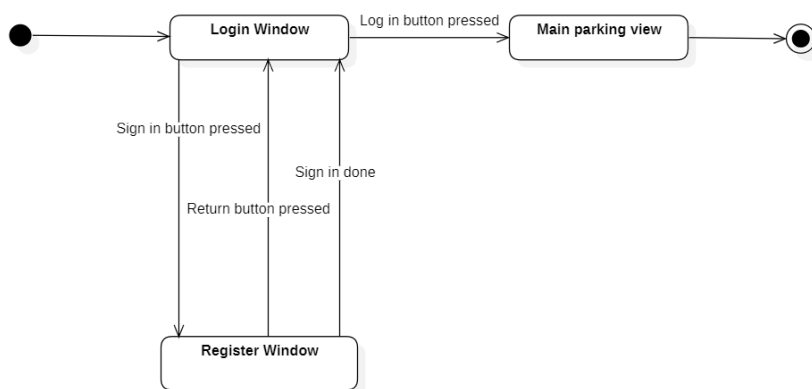 Login Window
Log in button pressed
Main parking view
Sign in button pressed
Sign in done
Return button pressed
Register Window